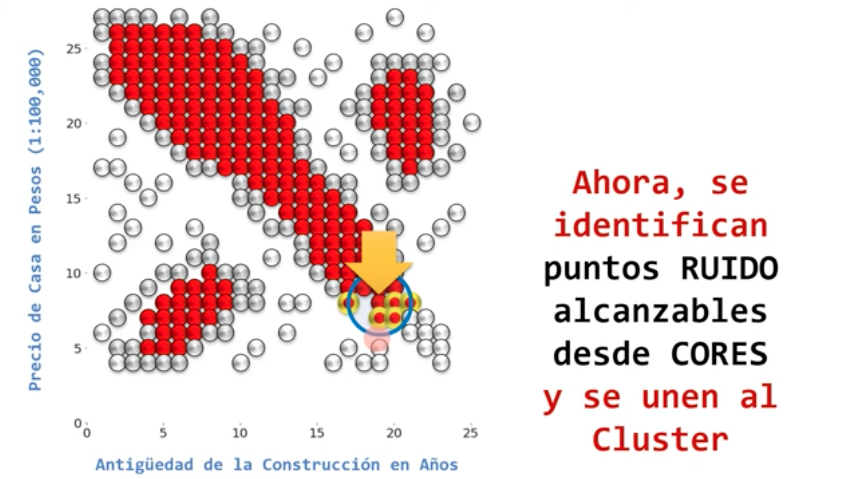 Precio de Casa en Pesos (1:100,000)
25
20
15
10
5
0
0 5 10 15 20 25
Antigüedad de la Construcción en Años
Ahora, se
identifican
puntos RUIDO
alcanzables
desde CORES
y se unen al
Cluster